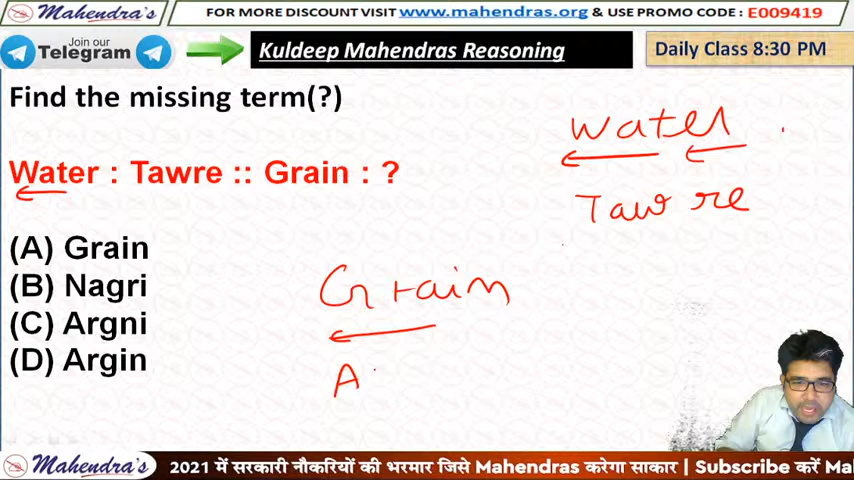 Mahendra's
FOR MORE DISCOUNT VISIT www.mahendras.org & USE PROMO CODE : E009419
Join our
Telegram
Kuldeep Mahendras Reasoning
Daily Class 8:30 PM
Find the missing term(?)
Water : Tawre :: Grain : ?
(A) Grain
(B) Nagri
(C) Argni
(D) Argin
Water
Tawre
Grain
A
Mahendra's
2021 में सरकारी नौकरियों की भरमार जिसे Mahendras करेगा साकार | Subscribe करें Ma